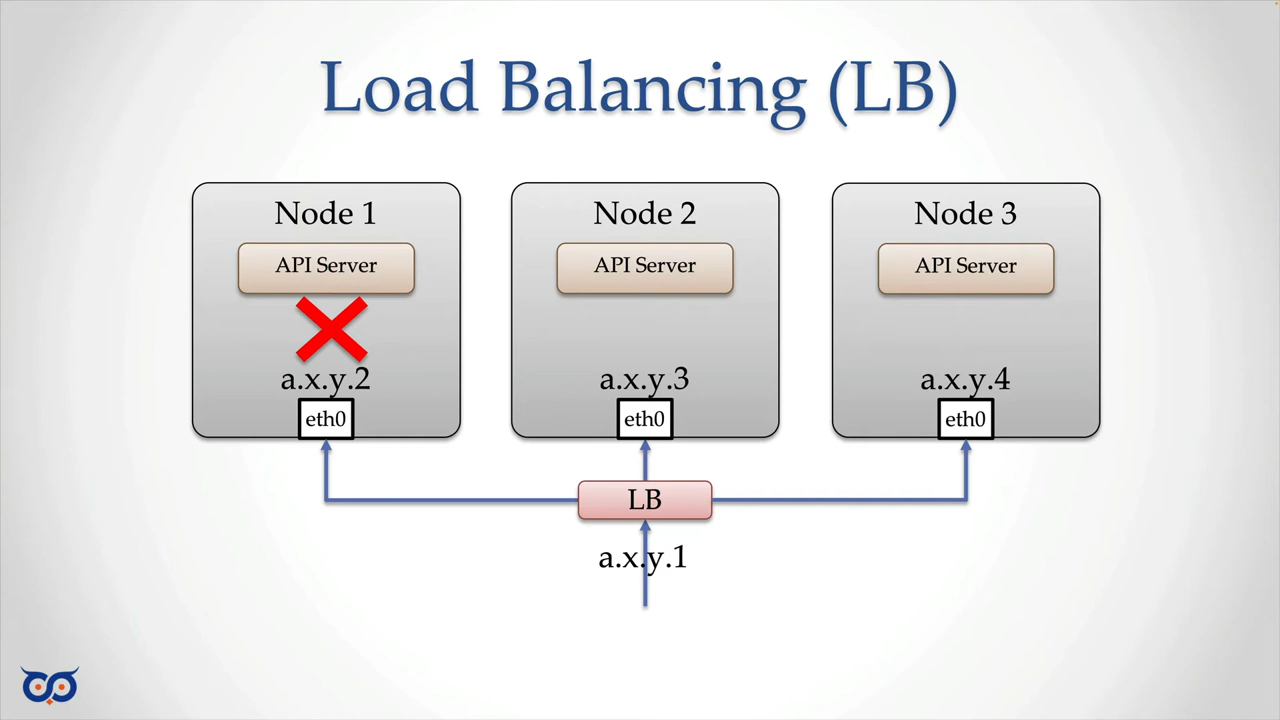 Load Balancing (LB)
Node 1
API Server
a.x.y.2
eth0
Node 2
API Server
a.x.y.3
eth0
Node 3
API Server
a.x.y.4
eth0
LB
a.x.y.1